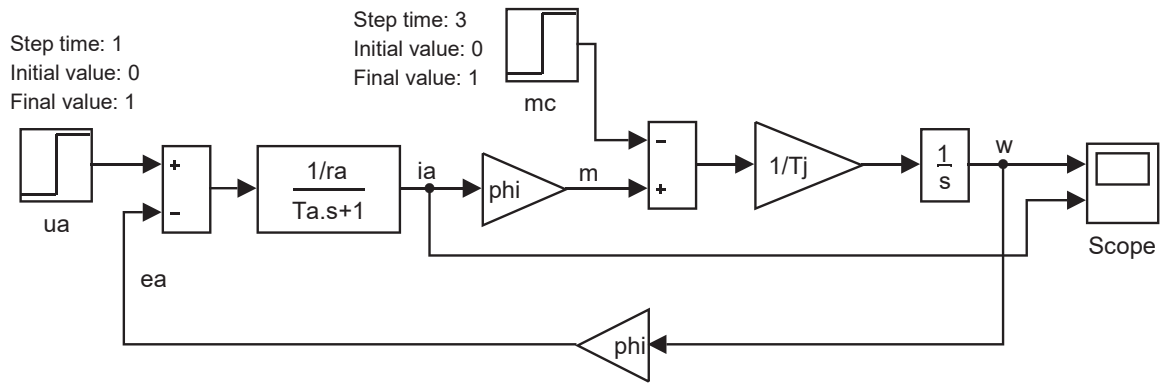 Step time: 3
Initial value: 0
Final value: 1
mc
Step time: 1
Initial value: 0
Final value: 1
ua
+
−
1/ra
Ta.s+1
ia
phi
m
−
+
1/Tj
1
s
w
Scope
ea
phi